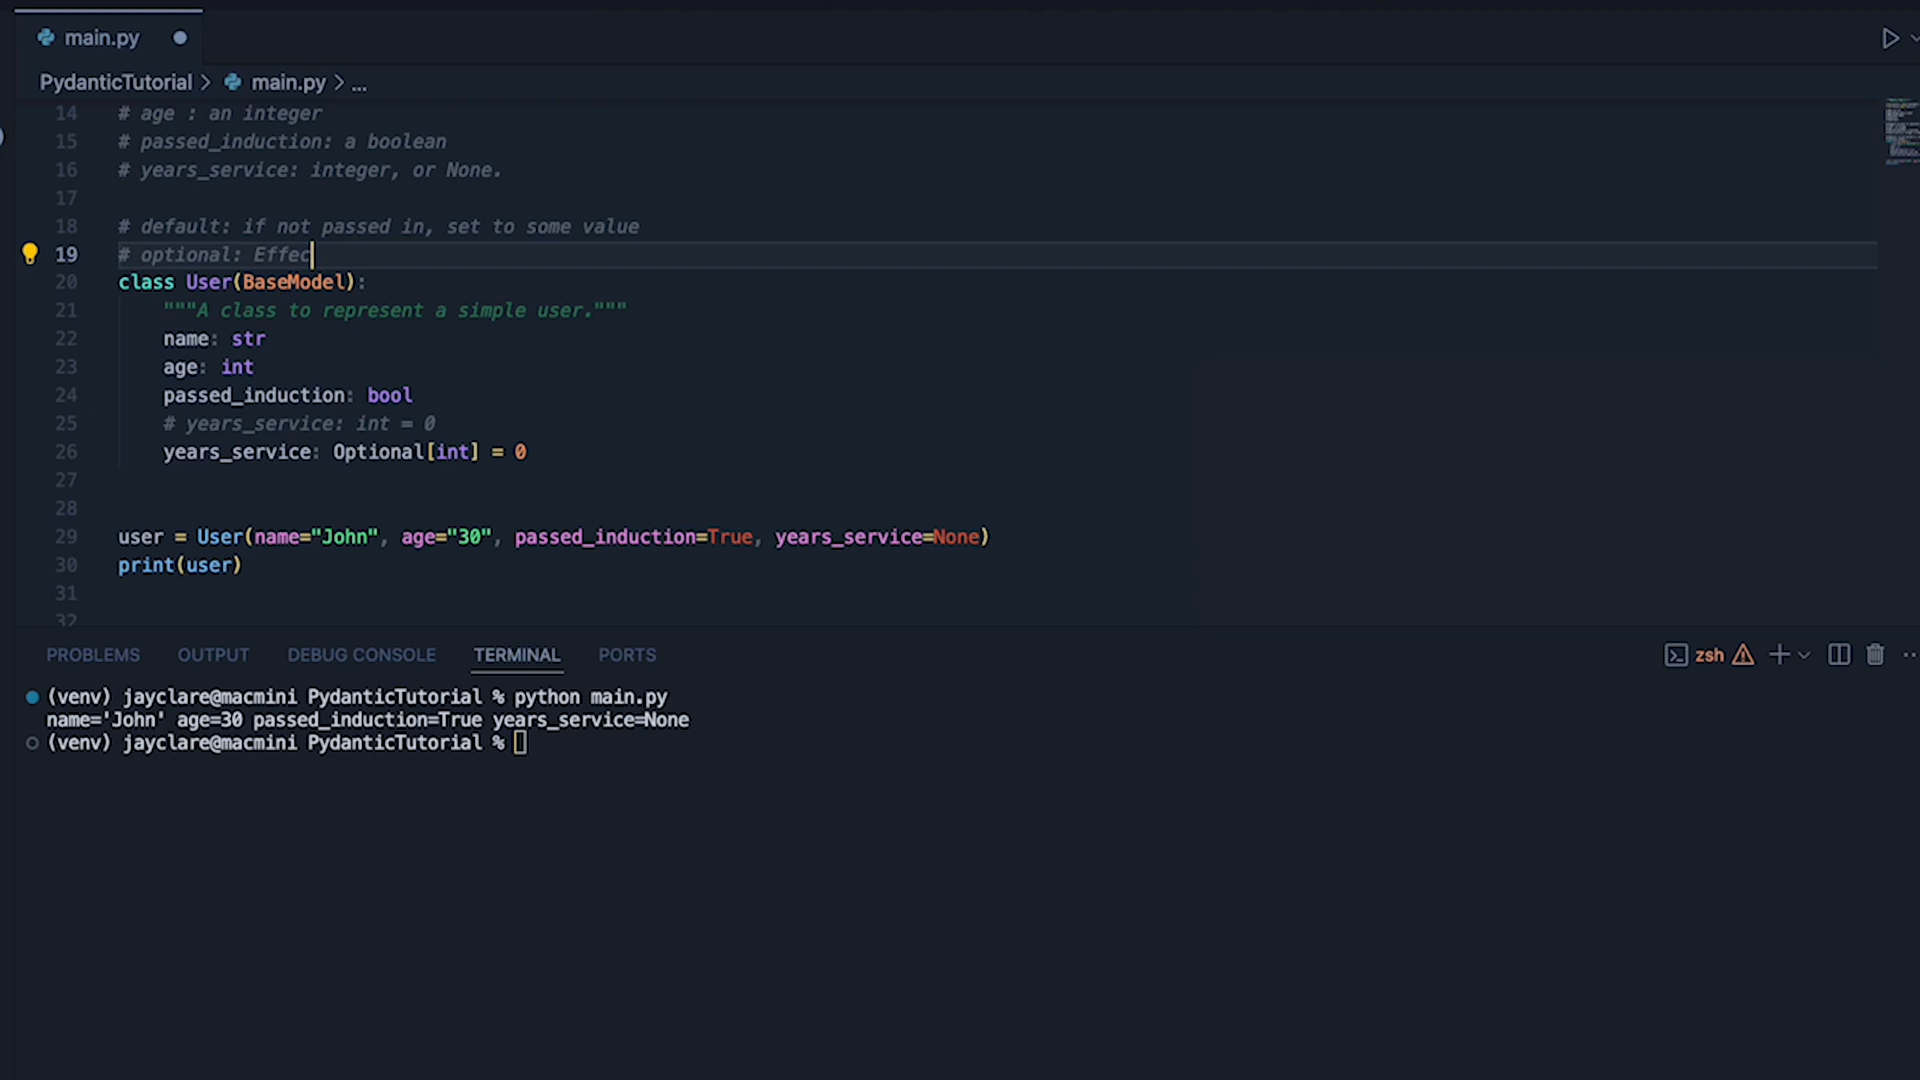 main.py
PydanticTutorial > main.py > ...
14 # age : an integer
15 # passed_induction: a boolean
16 # years_service: integer, or None.
17
18 # default: if not passed in, set to some value
19 # optional: Effec
20 class User(BaseModel):
21 """A class to represent a simple user."""
22 name: str
23 age: int
24 passed_induction: bool
25 # years_service: int = 0
26 years_service: Optional[int] = 0
27
28
29 user = User(name="John", age="30", passed_induction=True, years_service=None)
30 print(user)
31
32
PROBLEMS OUTPUT DEBUG CONSOLE TERMINAL PORTS zsh
(venv) jayclare@macmini PydanticTutorial % python main.py
name='John' age=30 passed_induction=True years_service=None
(venv) jayclare@macmini PydanticTutorial %